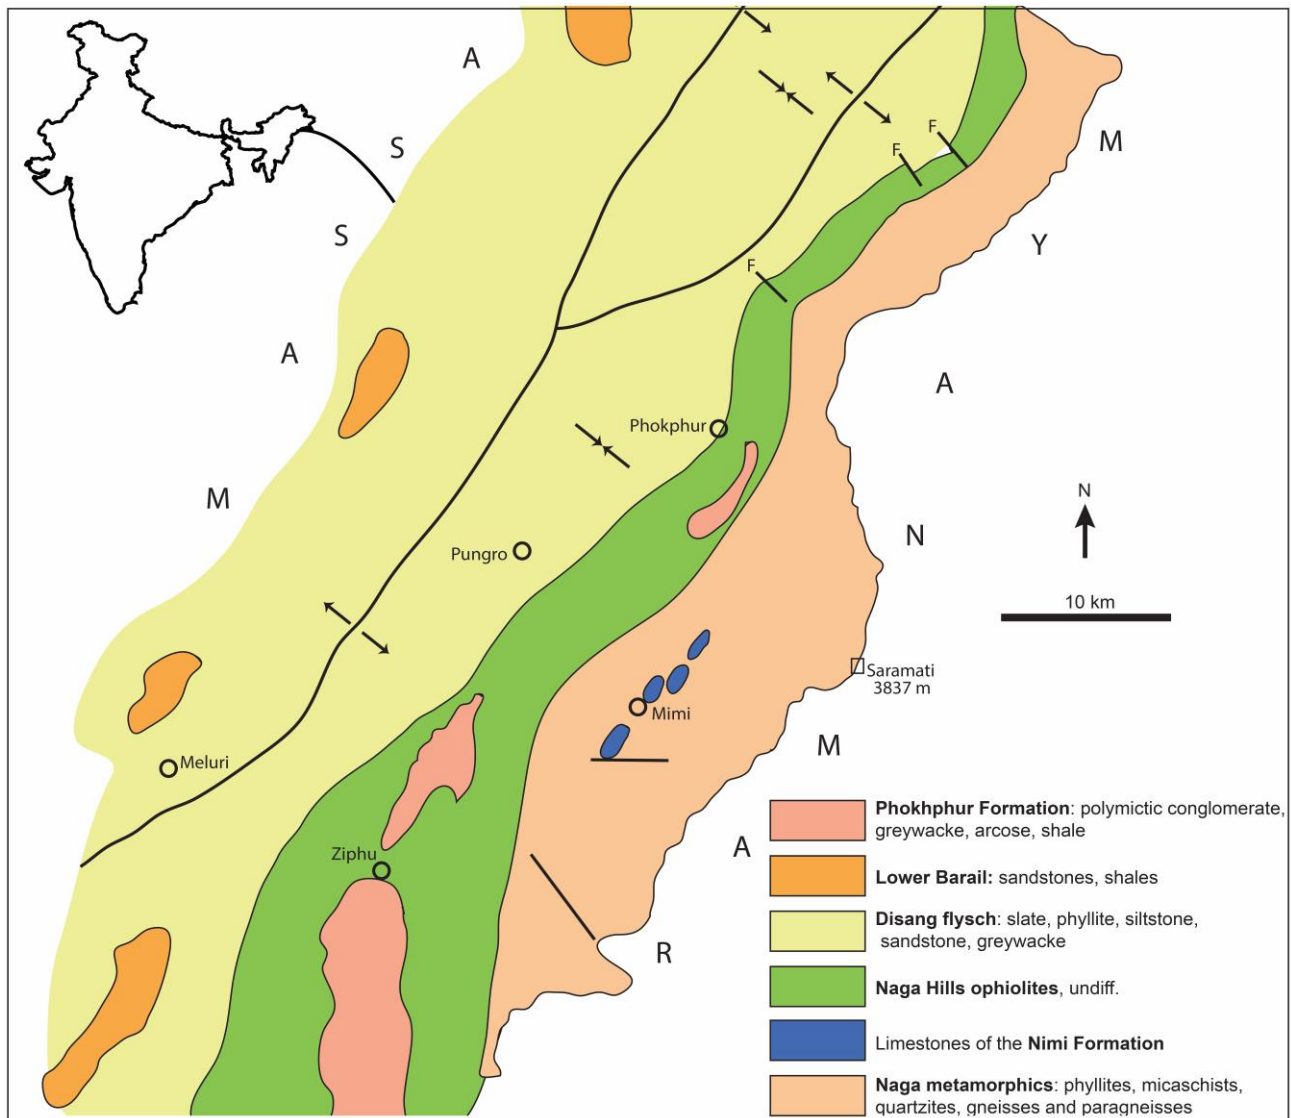 A
S
S
A
M
M
Y
A
N
M
A
R
F
F
F
Phokphur
Pungro
N
10 km
Saramati
3837 m
Mimi
Meluri
Ziphu
Phokhphur Formation: polymictic conglomerate,
greywacke, arcose, shale
Lower Barail: sandstones, shales
Disang flysch: slate, phyllite, siltstone,
sandstone, greywacke
Naga Hills ophiolites, undiff.
Limestones of the Nimi Formation
Naga metamorphics: phyllites, micaschists,
quartzites, gneisses and paragneisses